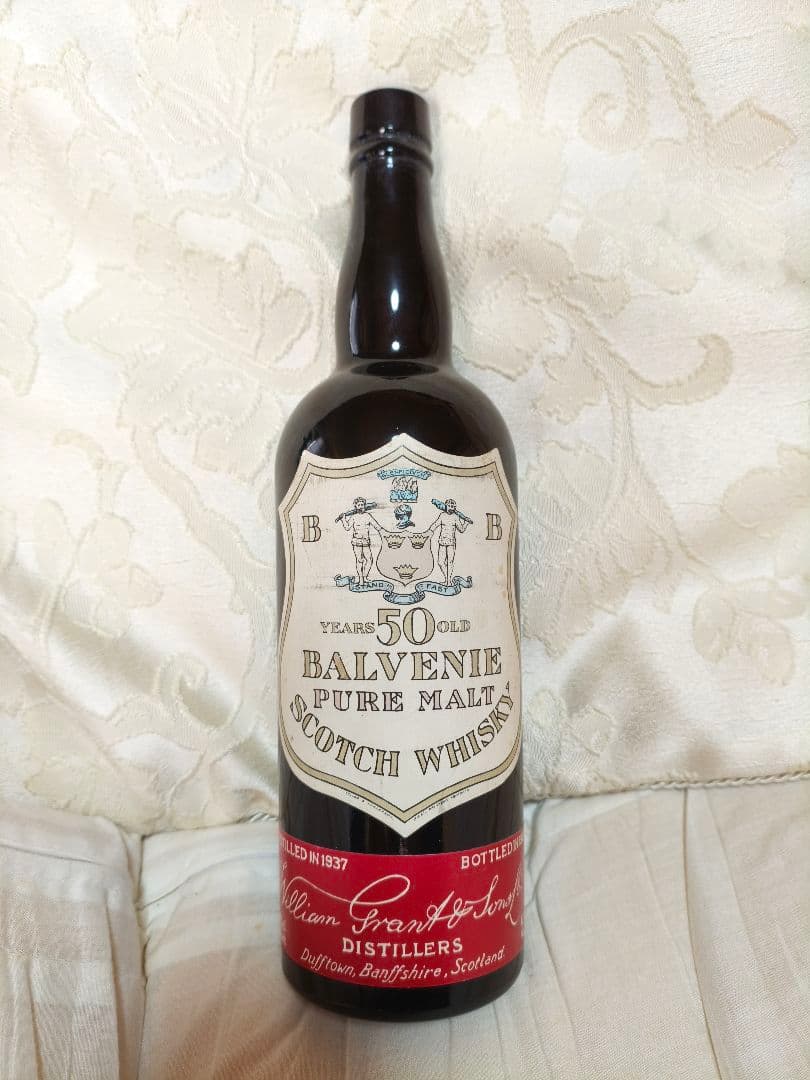 B B
STAND FAST
YEARS 50 OLD
BALVENIE
PURE MALT
SCOTCH WHISKY
ILLED IN 1937 BOTTLED IN
William Grant & Sons
DISTILLERS
Dufftown, Banffshire, Scotland.